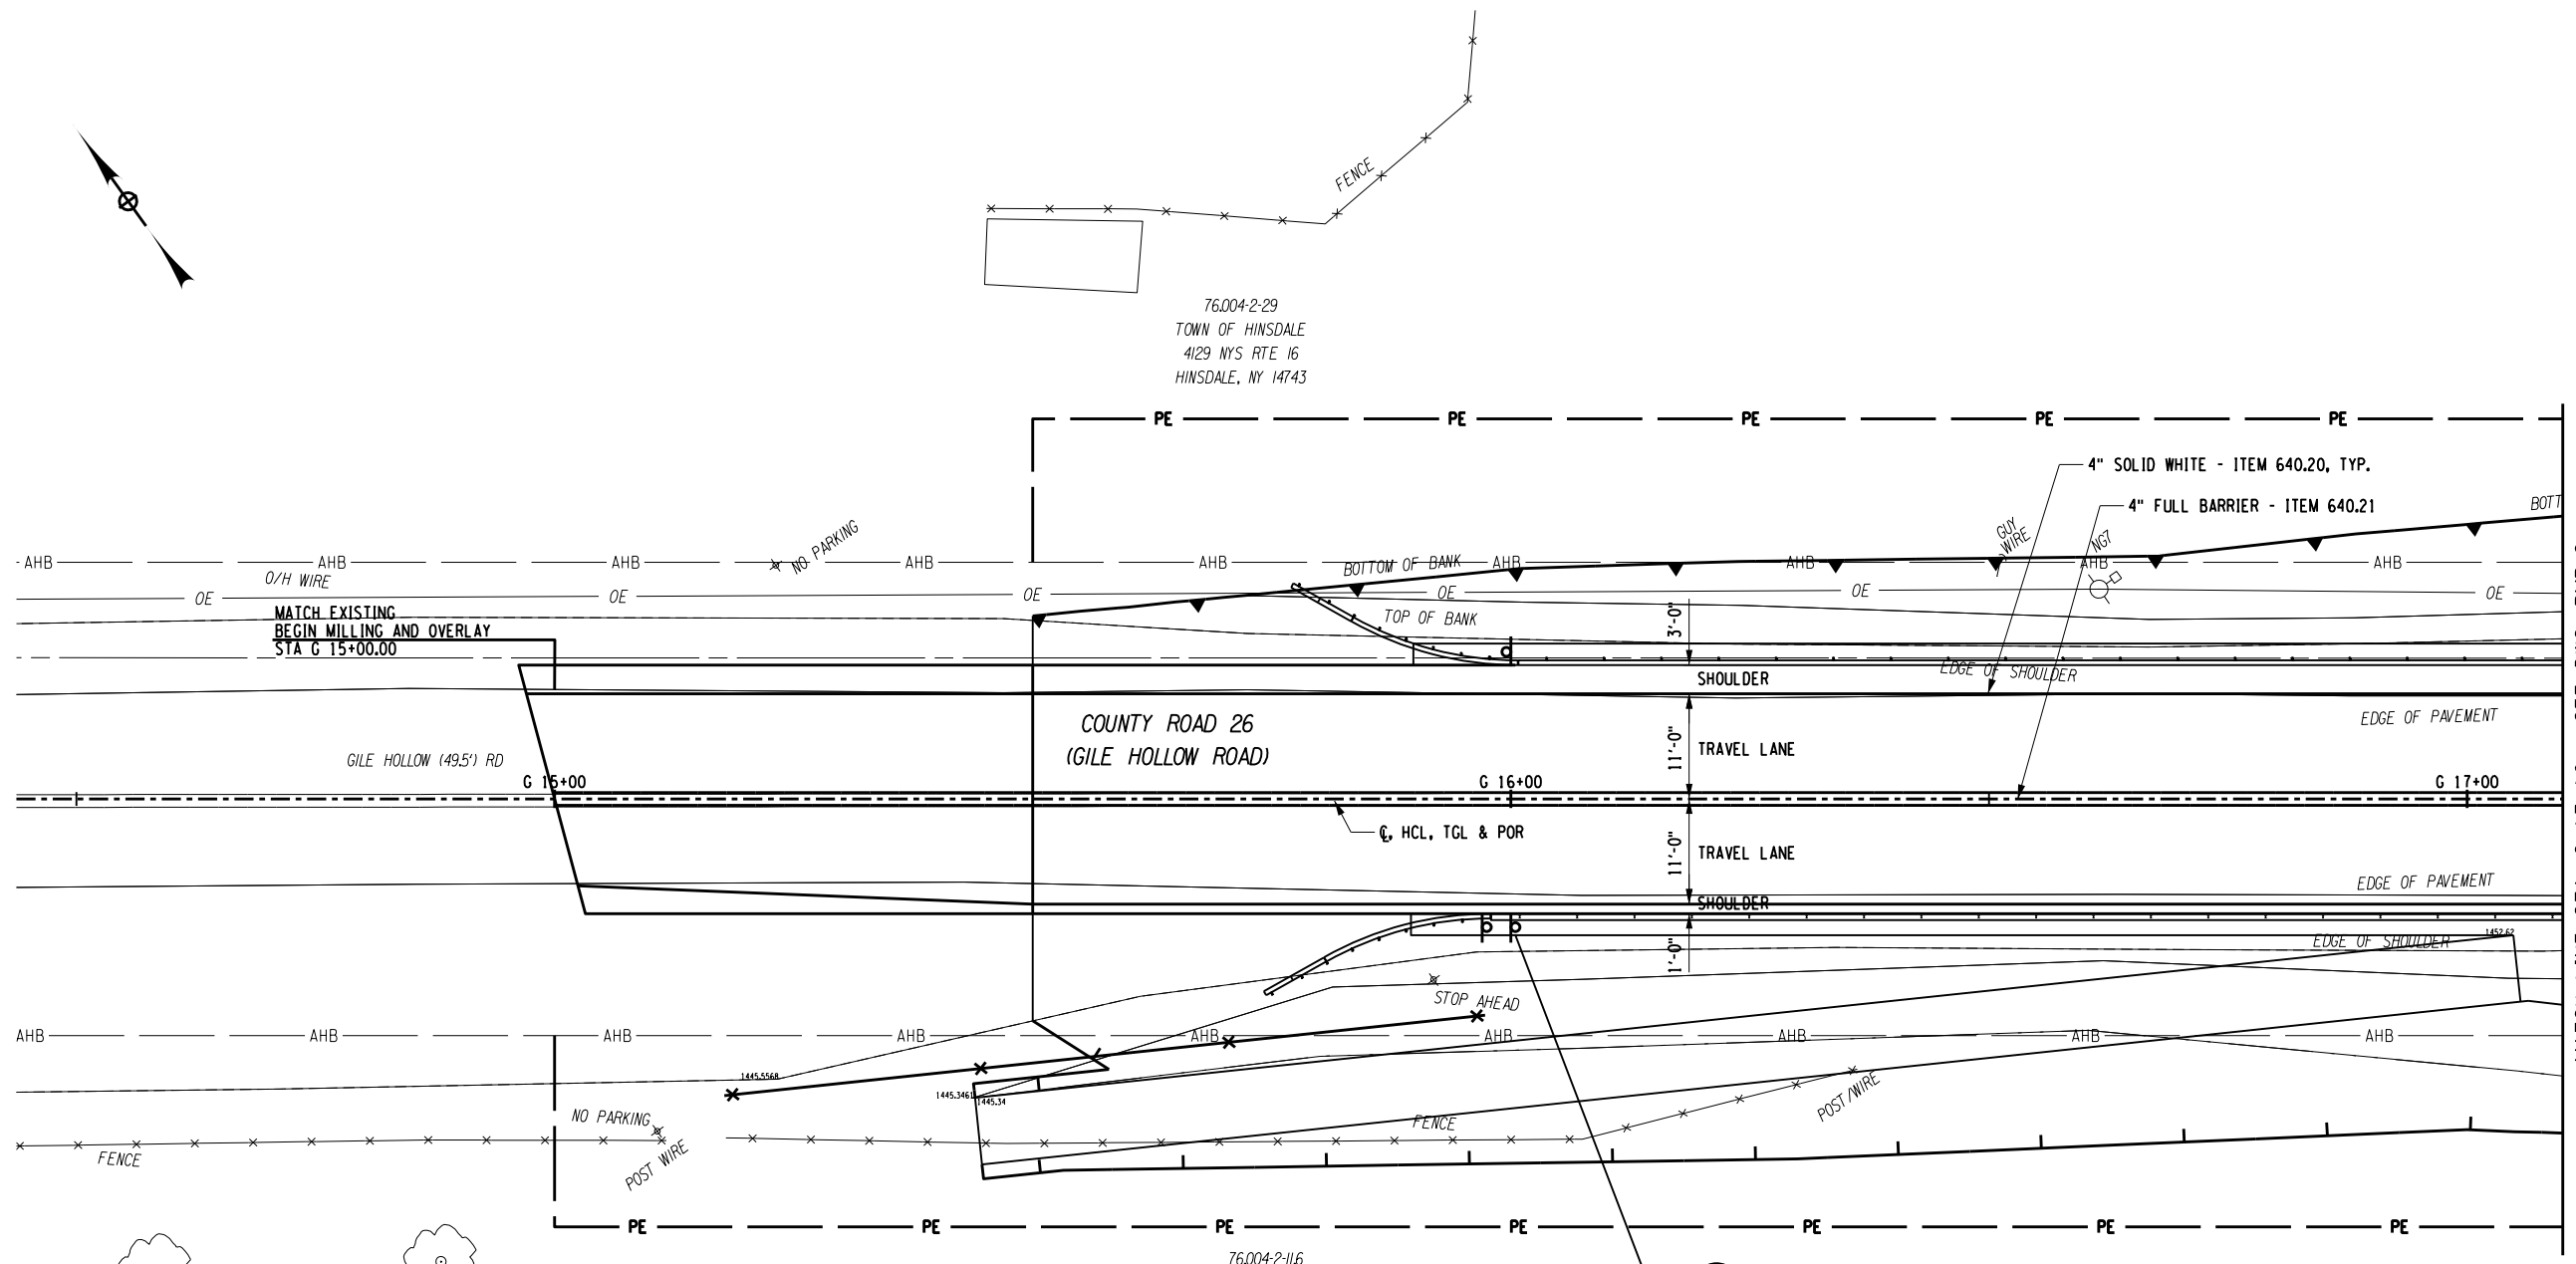 FENCE
76.004-2-29
TOWN OF HINSDALE
4129 NYS RTE 16
HINSDALE, NY 14743
PE PE PE PE PE
4" SOLID WHITE - ITEM 640.20, TYP.
4" FULL BARRIER - ITEM 640.21
BOTT
NO PARKING
GUY
WIRE
NG7
AHB AHB AHB AHB AHB AHB AHB AHB AHB
BOTTOM OF BANK
O/H WIRE
OE OE OE OE OE OE
MATCH EXISTING
BEGIN MILLING AND OVERLAY
STA G 15+00.00
TOP OF BANK
3'-0"
SHOULDER
EDGE OF SHOULDER
COUNTY ROAD 26
(GILE HOLLOW ROAD)
EDGE OF PAVEMENT
11'-0"
TRAVEL LANE
GILE HOLLOW (49.5') RD
G 15+00
G 16+00
G 17+00
℄, HCL, TGL & POR
11'-0"
TRAVEL LANE
EDGE OF PAVEMENT
SHOULDER
1'-0"
1452.62
EDGE OF SHOULDER
STOP AHEAD
AHB AHB AHB AHB AHB AHB AHB AHB AHB
1445.5568
1445.3461
1445.34
NO PARKING
POST WIRE
FENCE
FENCE
POST/WIRE
PE PE PE PE PE PE PE
76.004-2-11.6